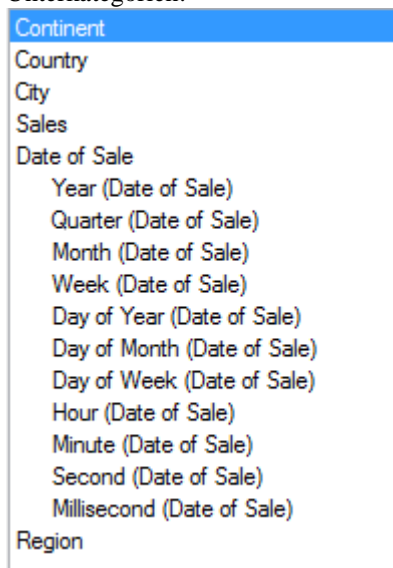 Unterkategorien.
Continent
Country
City
Sales
Date of Sale
Year (Date of Sale)
Quarter (Date of Sale)
Month (Date of Sale)
Week (Date of Sale)
Day of Year (Date of Sale)
Day of Month (Date of Sale)
Day of Week (Date of Sale)
Hour (Date of Sale)
Minute (Date of Sale)
Second (Date of Sale)
Millisecond (Date of Sale)
Region